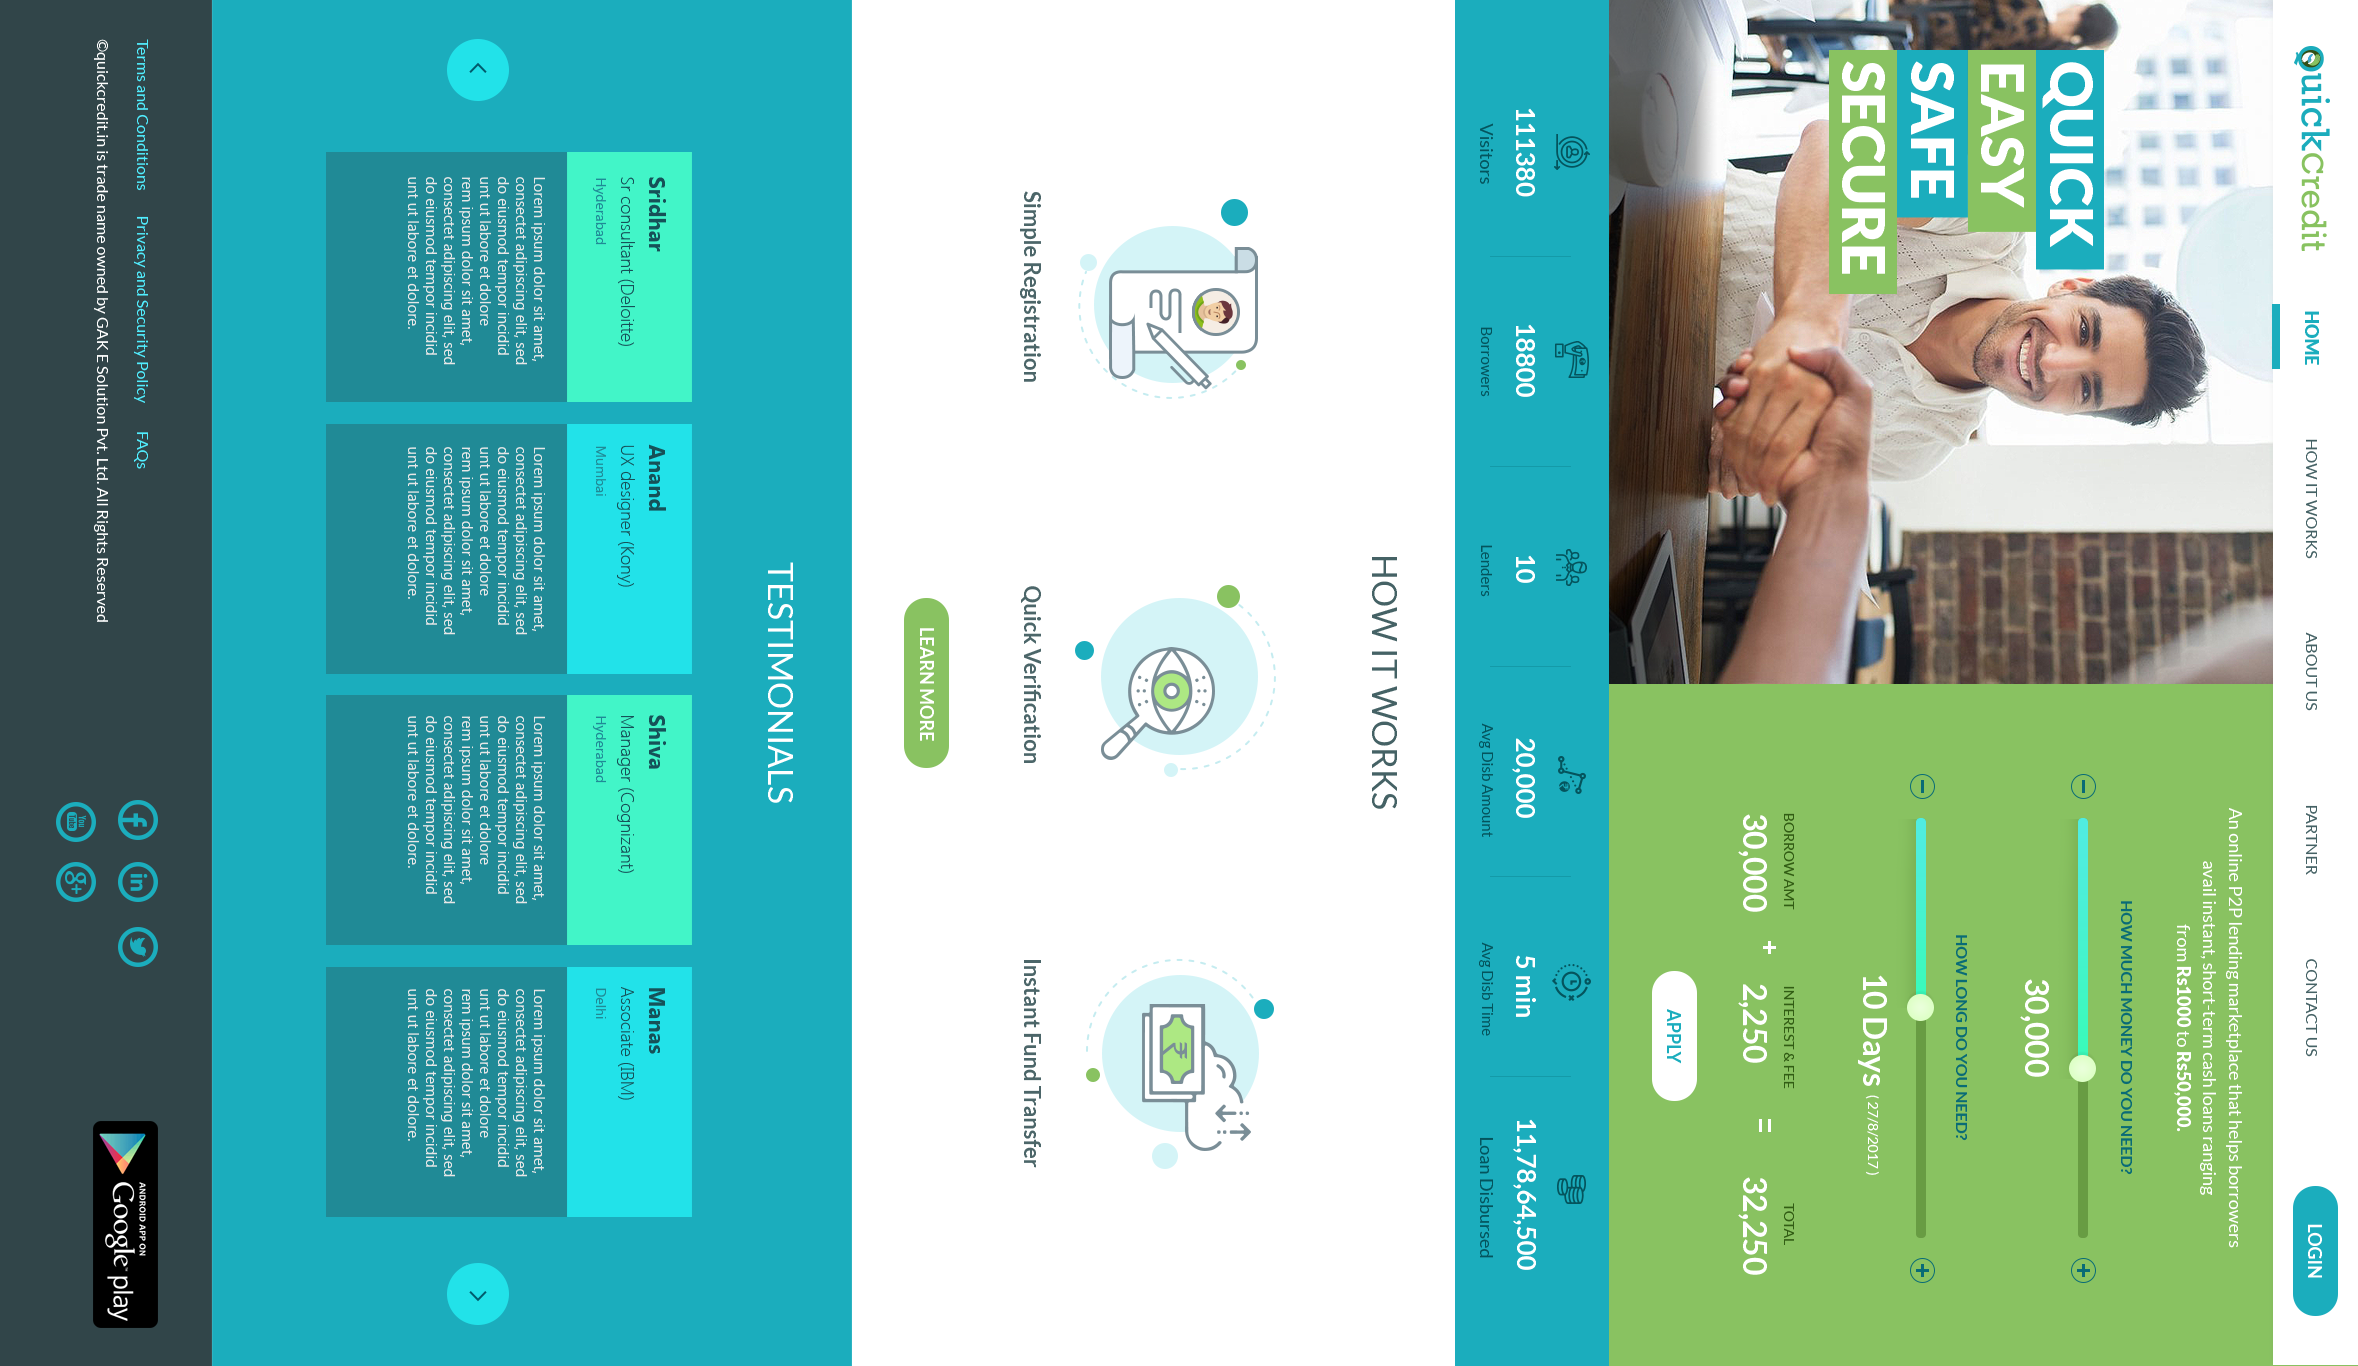 QuickCredit
HOME
HOW IT WORKS
ABOUT US
PARTNER
CONTACT US
LOGIN
QUICK
EASY
SAFE
SECURE
An online P2P lending marketplace that helps borrowers
avail instant, short-term cash loans ranging
from Rs1000 to Rs50,000.
HOW MUCH MONEY DO YOU NEED?
30,000
HOW LONG DO YOU NEED?
10 Days (27/8/2017)
BORROW AMT
INTEREST & FEE
TOTAL
30,000 + 2,250 = 32,250
APPLY
111380
Visitors
18800
Borrowers
10
Lenders
20,000
Avg Disb Amount
5 min
Avg Disb Time
11,78,64,500
Loan Disbursed
HOW IT WORKS
Simple Registration
Quick Verification
Instant Fund Transfer
LEARN MORE
TESTIMONIALS
Sridhar
Sr consultant (Deloitte)
Hyderabad
Lorem ipsum dolor sit amet,
consectet adipiscing elit, sed
do eiusmod tempor incidid
unt ut labore et dolore
rem ipsum dolor sit amet,
consectet adipiscing elit, sed
do eiusmod tempor incidid
unt ut labore et dolore.
Anand
UX designer (Kony)
Mumbai
Lorem ipsum dolor sit amet,
consectet adipiscing elit, sed
do eiusmod tempor incidid
unt ut labore et dolore
rem ipsum dolor sit amet,
consectet adipiscing elit, sed
do eiusmod tempor incidid
unt ut labore et dolore.
Shiva
Manager (Cognizant)
Hyderabad
Lorem ipsum dolor sit amet,
consectet adipiscing elit, sed
do eiusmod tempor incidid
unt ut labore et dolore
rem ipsum dolor sit amet,
consectet adipiscing elit, sed
do eiusmod tempor incidid
unt ut labore et dolore.
Manas
Associate (IBM)
Delhi
Lorem ipsum dolor sit amet,
consectet adipiscing elit, sed
do eiusmod tempor incidid
unt ut labore et dolore
rem ipsum dolor sit amet,
consectet adipiscing elit, sed
do eiusmod tempor incidid
unt ut labore et dolore.
Terms and Conditions
Privacy and Security Policy
FAQs
©quickcredit.in is trade name owned by GAK E Solution Pvt. Ltd. All Rights Reserved
f
in
You
Tube
g+
ANDROID APP ON
Google play